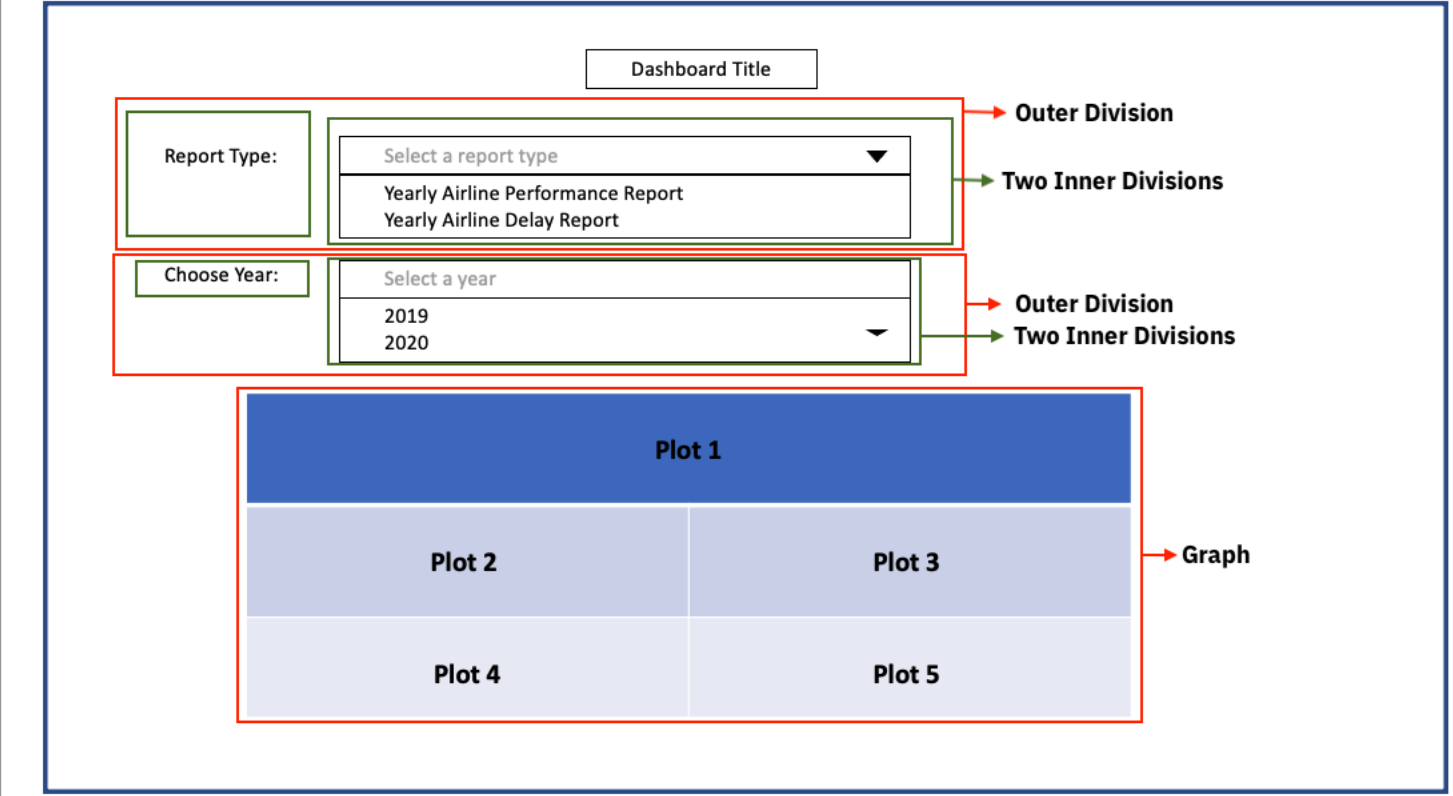 Dashboard Title
Outer Division
Report Type:
Select a report type
Two Inner Divisions
Yearly Airline Performance Report
Yearly Airline Delay Report
Choose Year:
Select a year
Outer Division
2019
Two Inner Divisions
2020
Plot 1
Plot 2
Plot 3
Graph
Plot 4
Plot 5